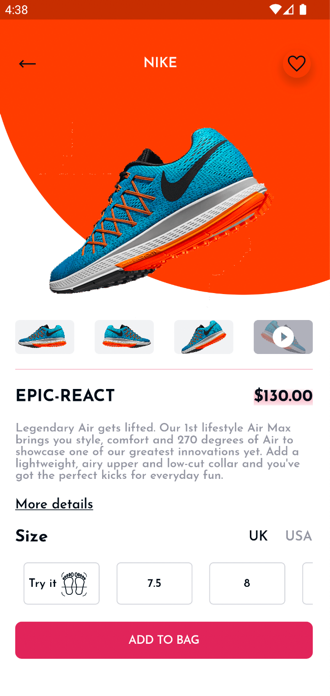 4:38
NIKE
EPIC-REACT
$130.00
Legendary Air gets lifted. Our 1st lifestyle Air Max
brings you style, comfort and 270 degrees of Air to
showcase one of our greatest innovations yet. Add a
lightweight, airy upper and low-cut collar and you've
got the perfect kicks for everyday fun.
More details
Size
UK
USA
Try it
7.5
8
ADD TO BAG